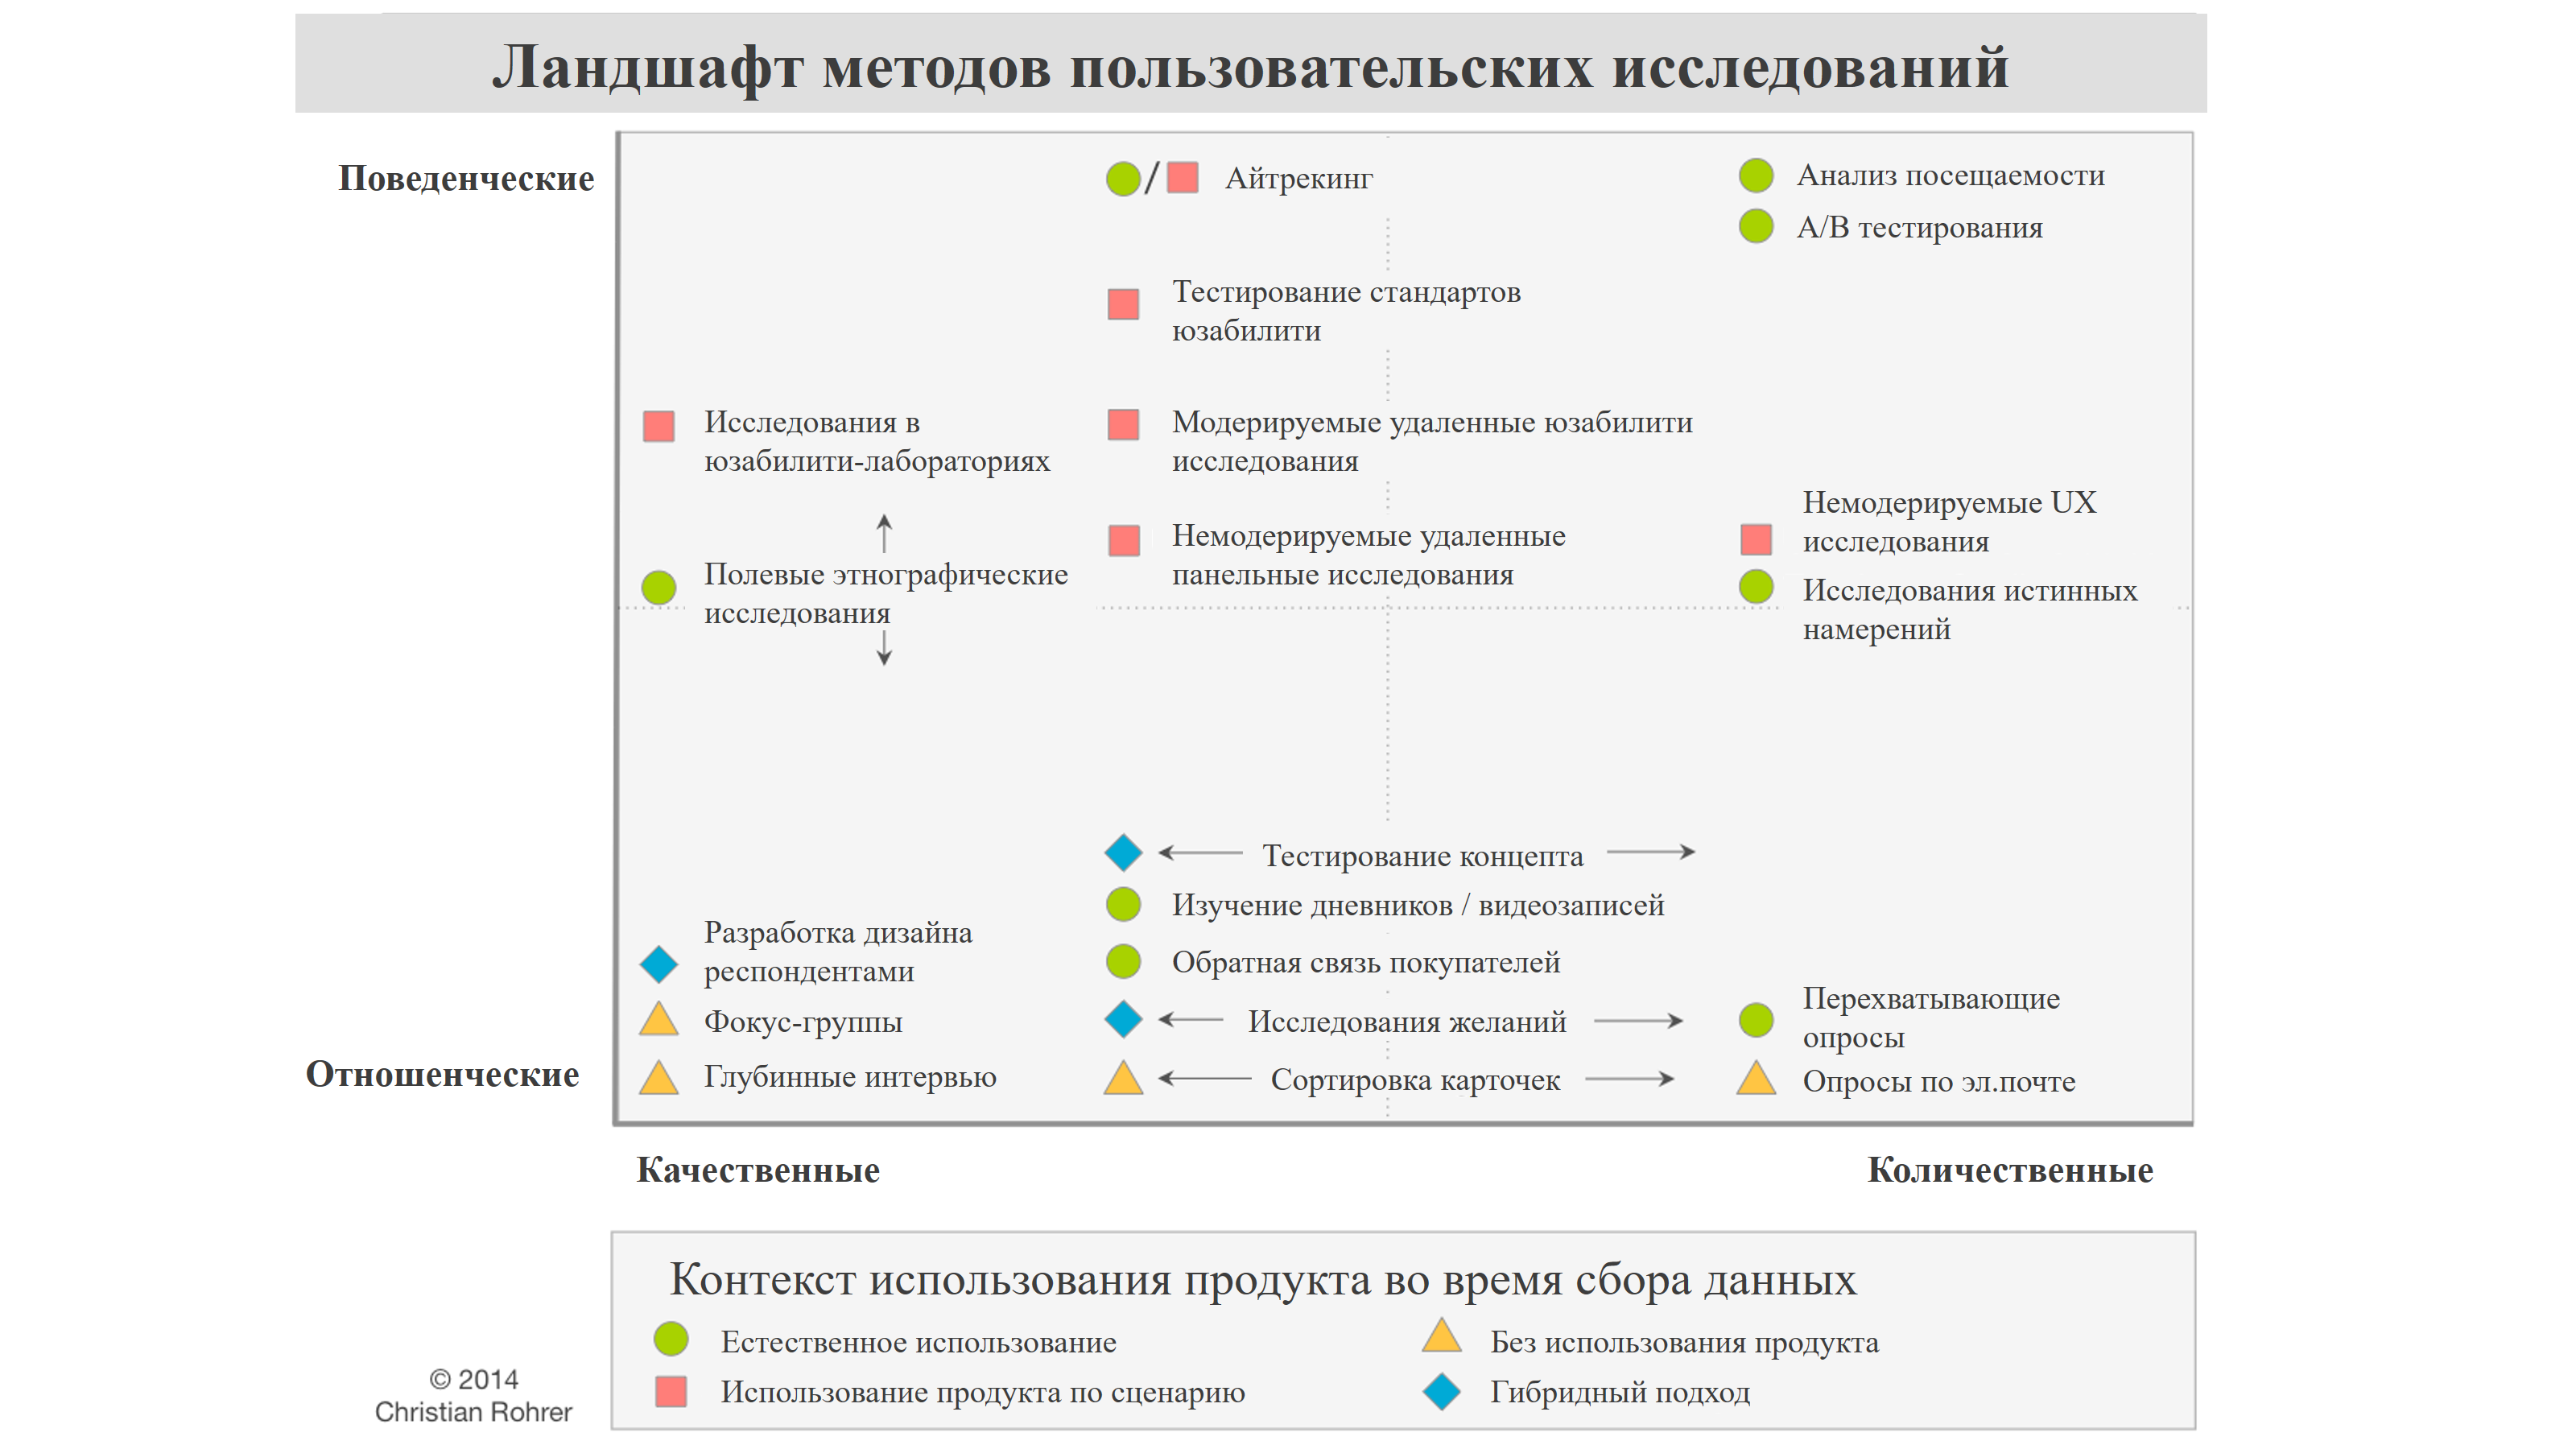 Ландшафт методов пользовательских исследований
Поведенческие
/
Айтрекинг
Анализ посещаемости
A/B тестирования
Тестирование стандартов
юзабилити
Исследования в
юзабилити-лабораториях
Модерируемые удаленные юзабилити
исследования
Немодерируемые удаленные
панельные исследования
Немодерируемые UX
исследования
Полевые этнографические
исследования
Исследования истинных
намерений
Тестирование концепта
Изучение дневников / видеозаписей
Разработка дизайна
респондентами
Обратная связь покупателей
Фокус-группы
Исследования желаний
Перехватывающие
опросы
Отношенческие
Глубинные интервью
Сортировка карточек
Опросы по эл.почте
Качественные
Количественные
Контекст использования продукта во время сбора данных
Естественное использование
Без использования продукта
Использование продукта по сценарию
Гибридный подход
© 2014
Christian Rohrer